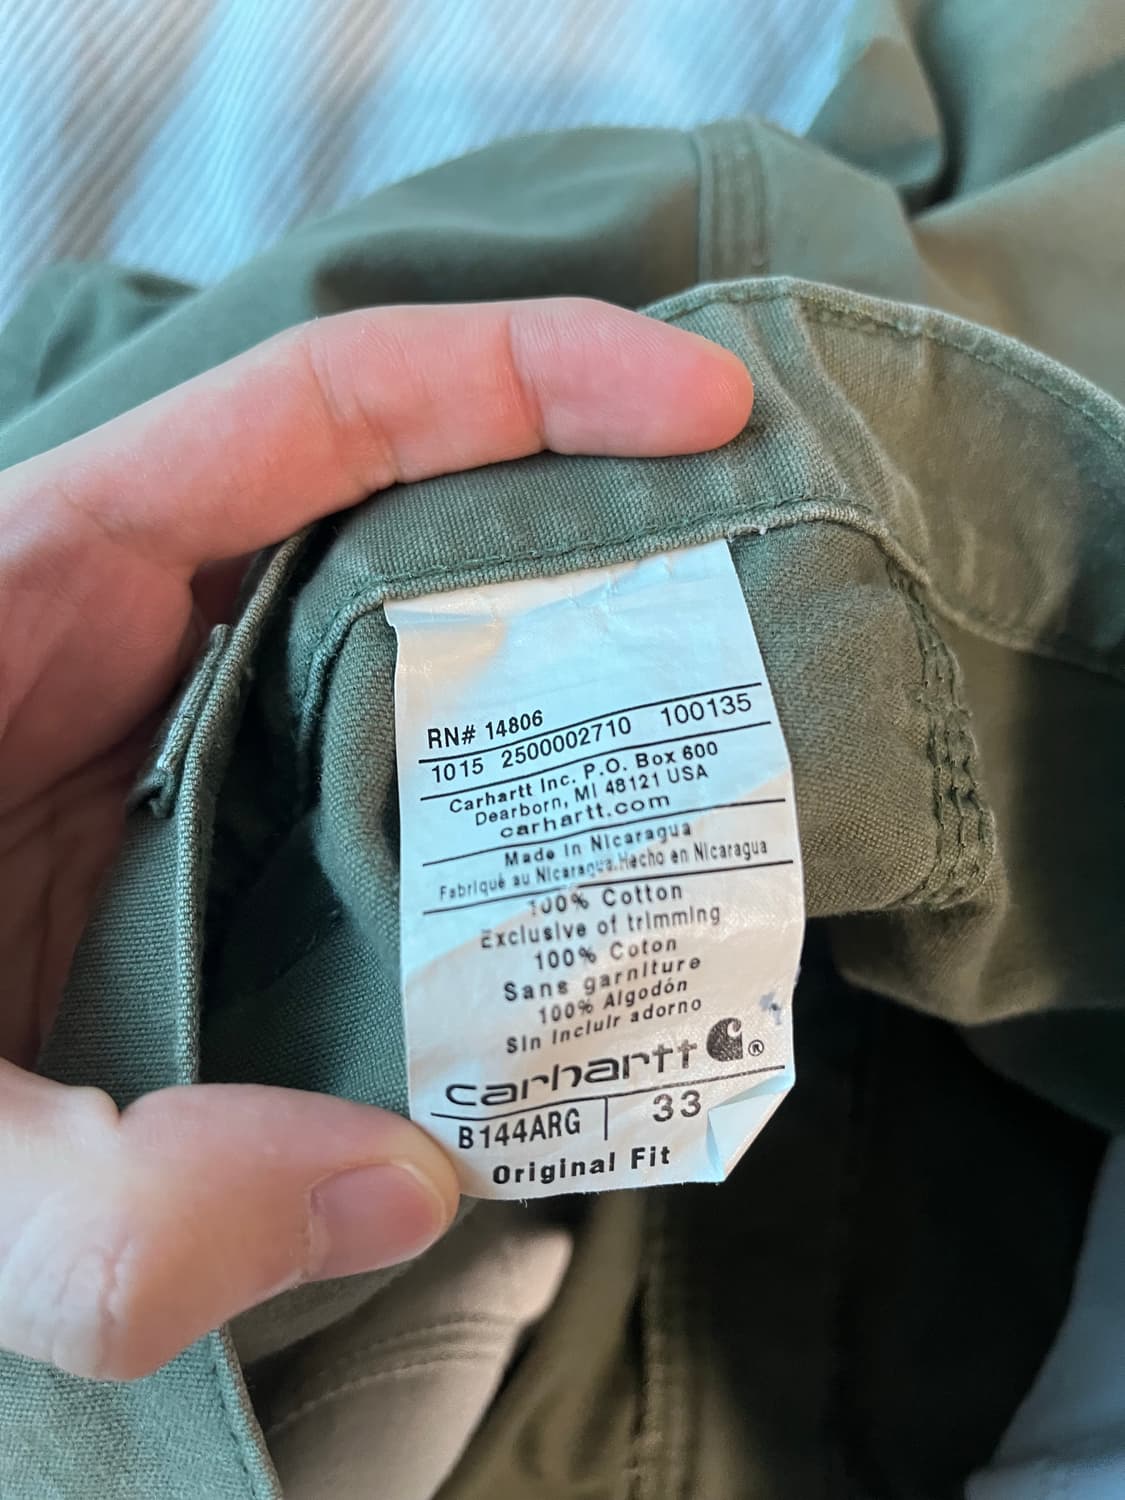 RN# 14806
1015 2500002710 100135
Carhartt Inc. P.O. Box 600
Dearborn, MI 48121 USA
carhartt.com
Made in Nicaragua
Fabriqué au Nicaragua.Hecho en Nicaragua
100% Cotton
Exclusive of trimming
100% Coton
Sans garniture
100% Algodón
Sin incluir adorno
carhartt ®
B144ARG | 33
Original Fit